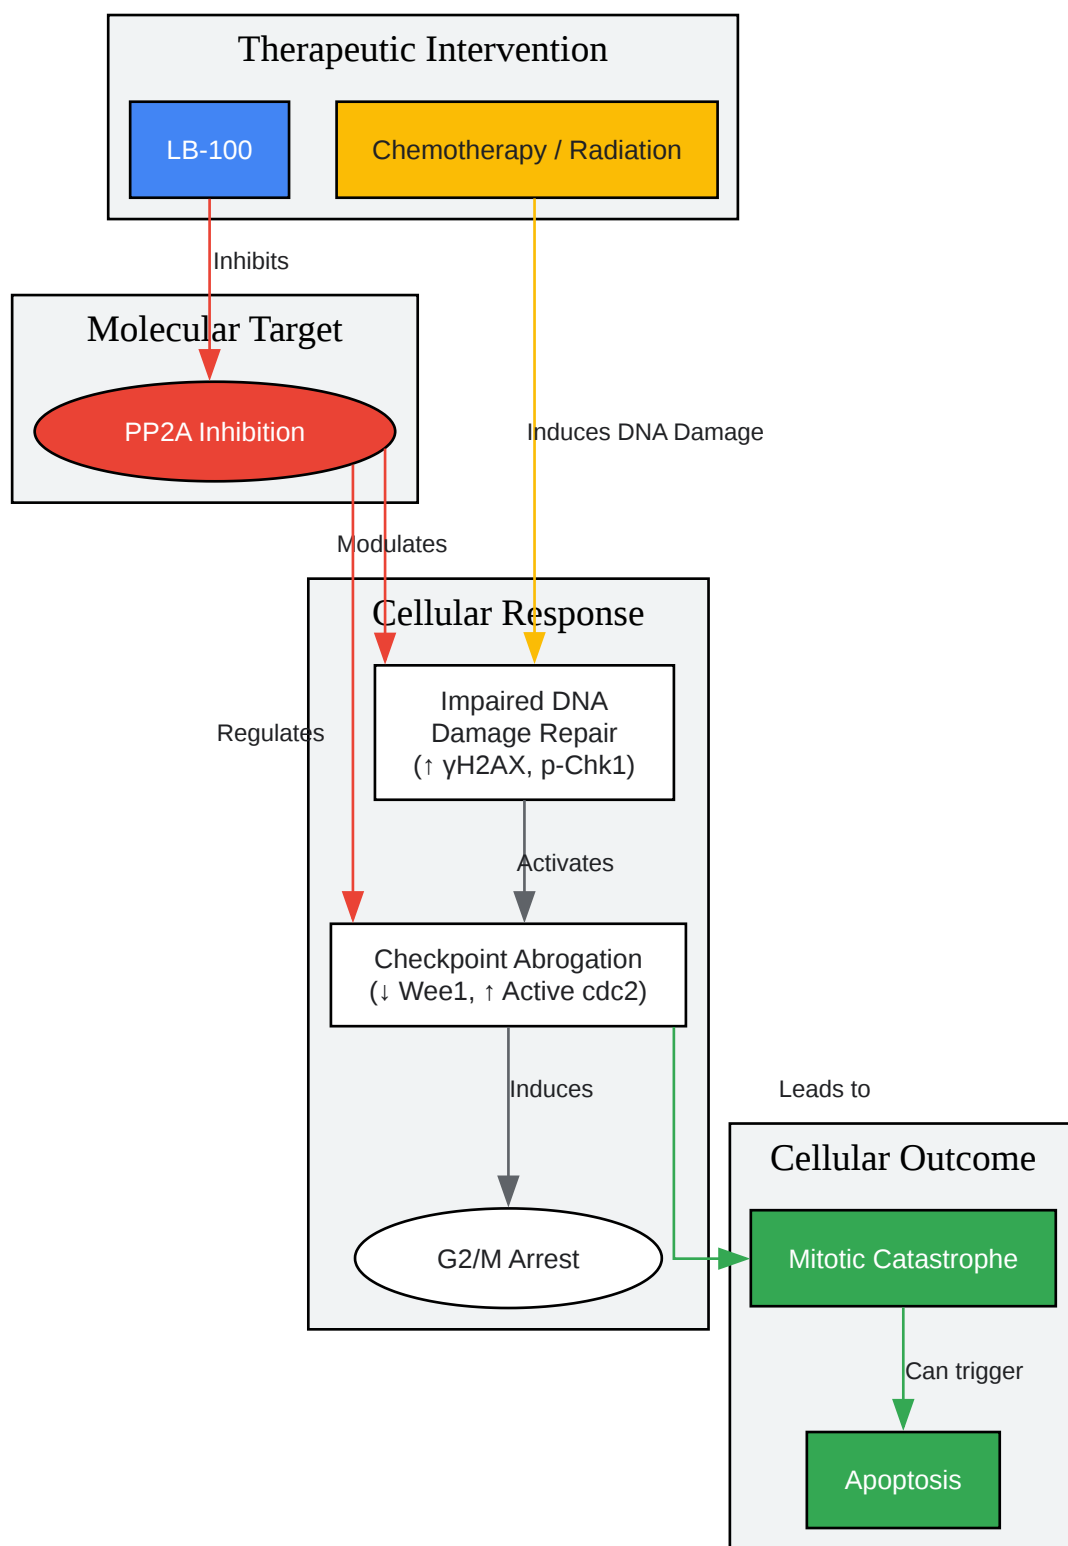 Therapeutic Intervention
LB-100
Chemotherapy / Radiation
Inhibits
Molecular Target
PP2A Inhibition
Induces DNA Damage
Modulates
Cellular Response
Impaired DNA
Damage Repair
(↑ γH2AX, p-Chk1)
Regulates
Activates
Checkpoint Abrogation
(↓ Wee1, ↑ Active cdc2)
Induces
Leads to
Cellular Outcome
G2/M Arrest
Mitotic Catastrophe
Can trigger
Apoptosis